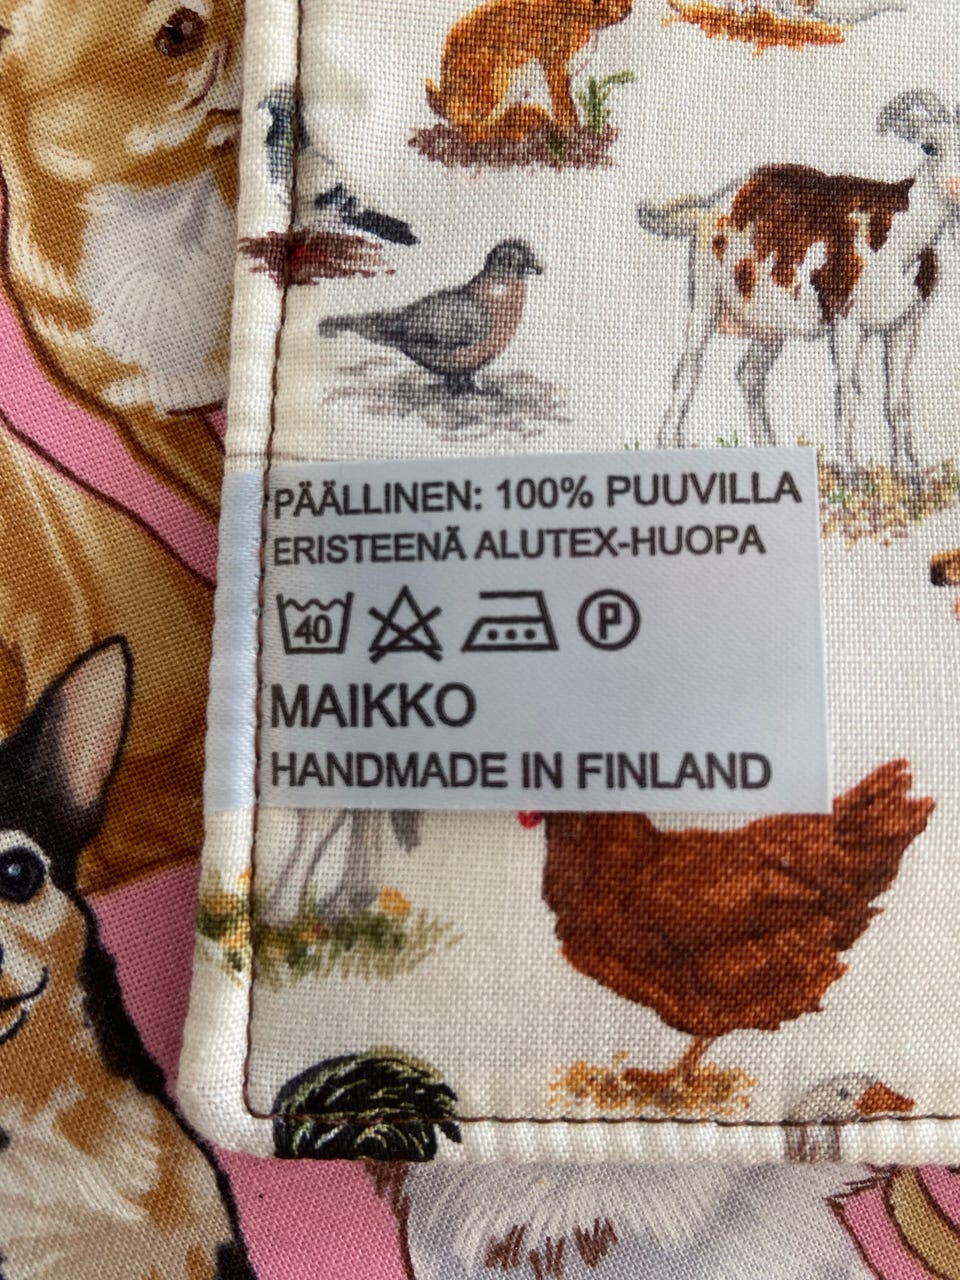 PÄÄLLINEN: 100% PUUVILLA
ERISTEENÄ ALUTEX-HUOPA
40 P
MAIKKO
HANDMADE IN FINLAND